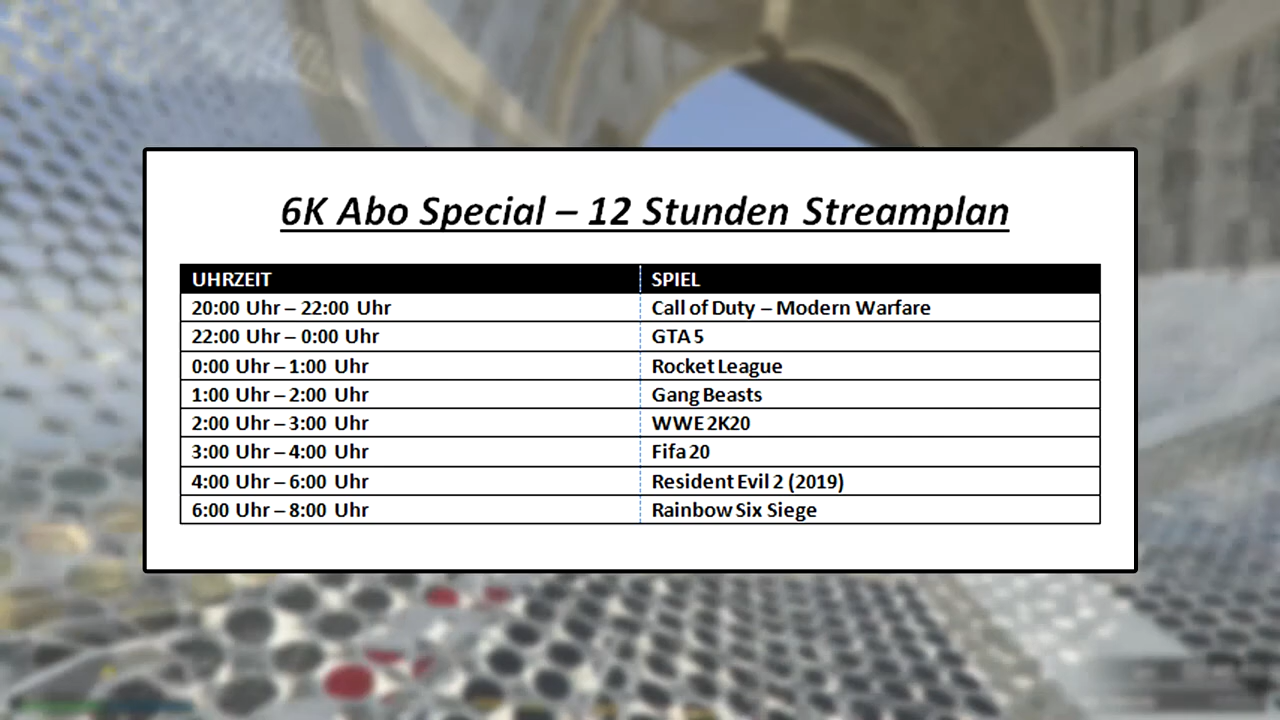 6K Abo Special – 12 Stunden Streamplan
UHRZEIT SPIEL
20:00 Uhr – 22:00 Uhr Call of Duty – Modern Warfare
22:00 Uhr – 0:00 Uhr GTA 5
0:00 Uhr – 1:00 Uhr Rocket League
1:00 Uhr – 2:00 Uhr Gang Beasts
2:00 Uhr – 3:00 Uhr WWE 2K20
3:00 Uhr – 4:00 Uhr Fifa 20
4:00 Uhr – 6:00 Uhr Resident Evil 2 (2019)
6:00 Uhr – 8:00 Uhr Rainbow Six Siege